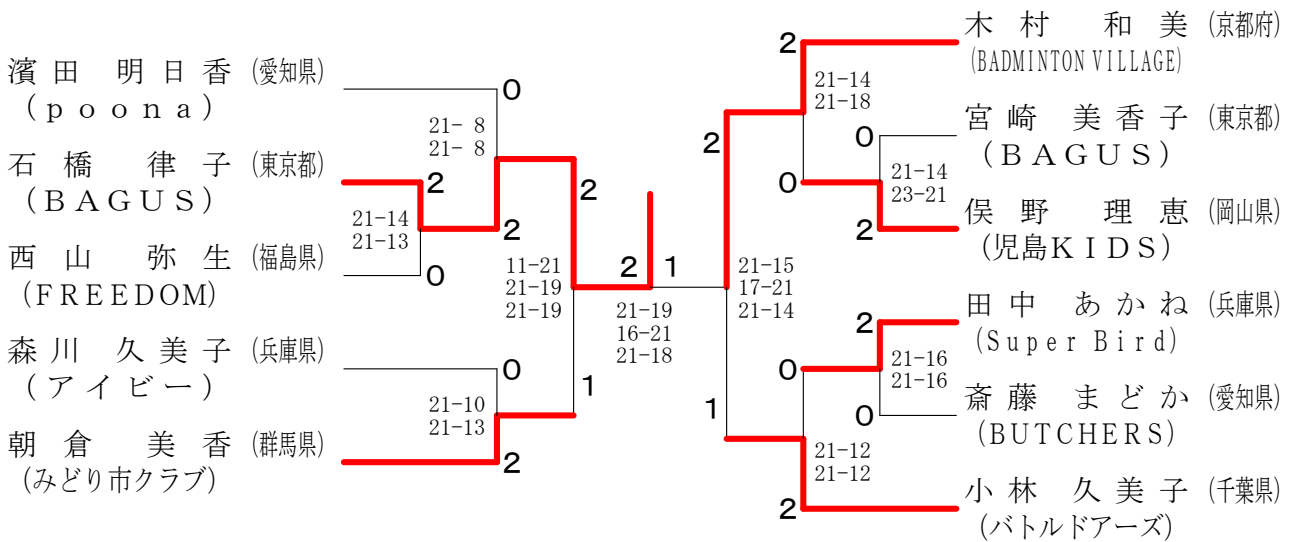 濱田 明日香 (愛知県)
(poona)
石橋 律子 (東京都)
(BAGUS)
西山 弥生 (福島県)
(FREEDOM)
森川 久美子 (兵庫県)
(アイビー)
朝倉 美香 (群馬県)
(みどり市クラブ)
0
21- 8
21- 8
2
21-14
21-13
2
0
0
21-10
21-13
2
2
11-21
21-19
21-19
1
2
1
21-19
16-21
21-18
2
21-15
17-21
21-14
1
2
21-14
21-18
0
0
21-14
23-21
2
2
21-16
21-16
0
0
21-12
21-12
2
木村 和美 (京都府)
(BADMINTON VILLAGE)
宮崎 美香子 (東京都)
(BAGUS)
俣野 理恵 (岡山県)
(児島KIDS)
田中 あかね (兵庫県)
(Super Bird)
斎藤 まどか (愛知県)
(BUTCHERS)
小林 久美子 (千葉県)
(バトルドアーズ)